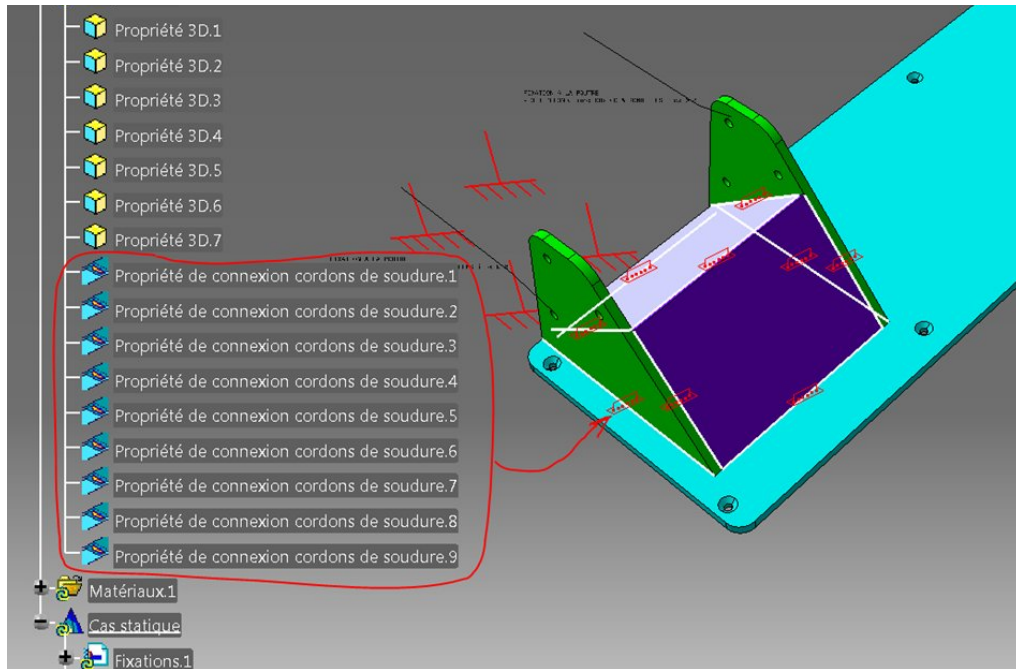 Propriété 3D.1
Propriété 3D.2
Propriété 3D.3
Propriété 3D.4
Propriété 3D.5
Propriété 3D.6
Propriété 3D.7
Propriété de connexion cordons de soudure.1
Propriété de connexion cordons de soudure.2
Propriété de connexion cordons de soudure.3
Propriété de connexion cordons de soudure.4
Propriété de connexion cordons de soudure.5
Propriété de connexion cordons de soudure.6
Propriété de connexion cordons de soudure.7
Propriété de connexion cordons de soudure.8
Propriété de connexion cordons de soudure.9
Matériaux.1
Cas statique
Fixations.1
FIXATION A LA POUTRE